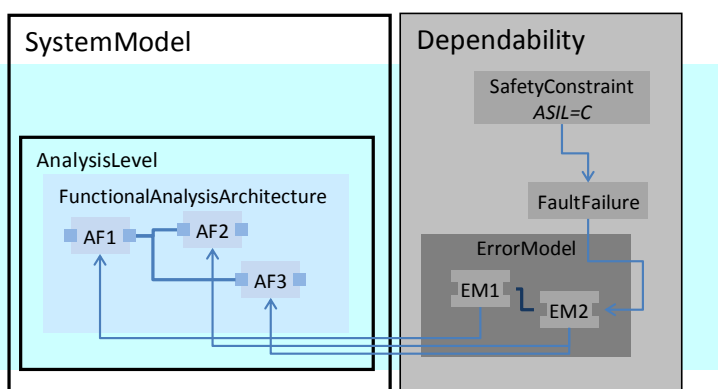 SystemModel
Dependability
SafetyConstraint
ASIL=C
AnalysisLevel
FunctionalAnalysisArchitecture
FaultFailure
AF1
AF2
AF3
ErrorModel
EM1
EM2